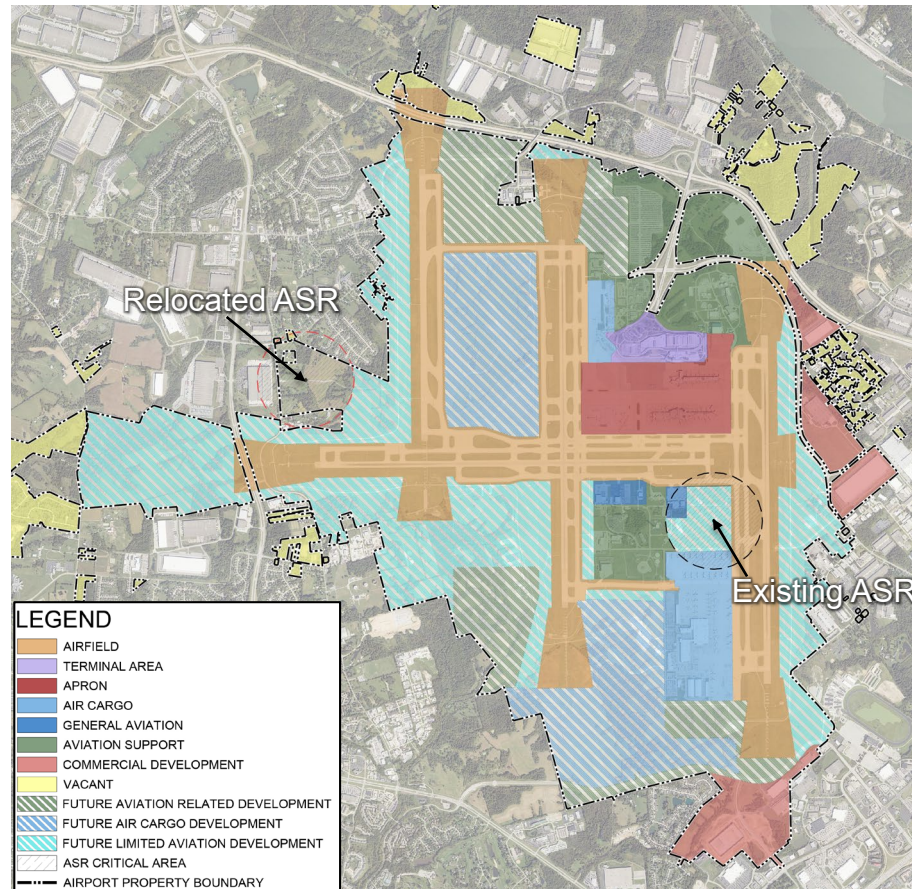 Relocated ASR
Existing ASR
LEGEND
AIRFIELD
TERMINAL AREA
APRON
AIR CARGO
GENERAL AVIATION
AVIATION SUPPORT
COMMERCIAL DEVELOPMENT
VACANT
FUTURE AVIATION RELATED DEVELOPMENT
FUTURE AIR CARGO DEVELOPMENT
FUTURE LIMITED AVIATION DEVELOPMENT
ASR CRITICAL AREA
AIRPORT PROPERTY BOUNDARY